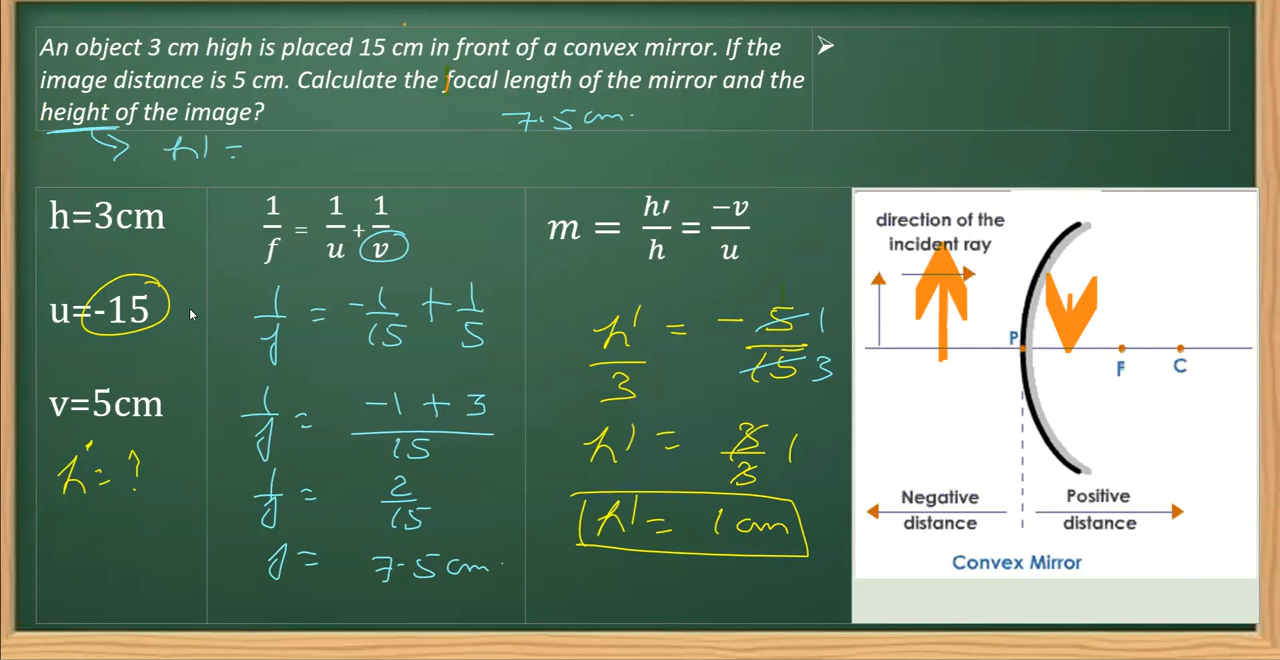 An object 3 cm high is placed 15 cm in front of a convex mirror. If the
image distance is 5 cm. Calculate the focal length of the mirror and the
height of the image?
7.5 cm.
h' =
➤
h=3cm
u=-15
v=5cm
h' = ?
1/f = 1/u + 1/v
1/f = -1/15 + 1/5
1/f = -1 + 3/15
1/f = 2/15
f = 7.5 cm.
m = h′/h = -v/u
h'/3 = - 5 1/15 3
h' = 3/3 1
h' = 1 cm
direction of the
incident ray
P
F
C
Negative
distance
Positive
distance
Convex Mirror